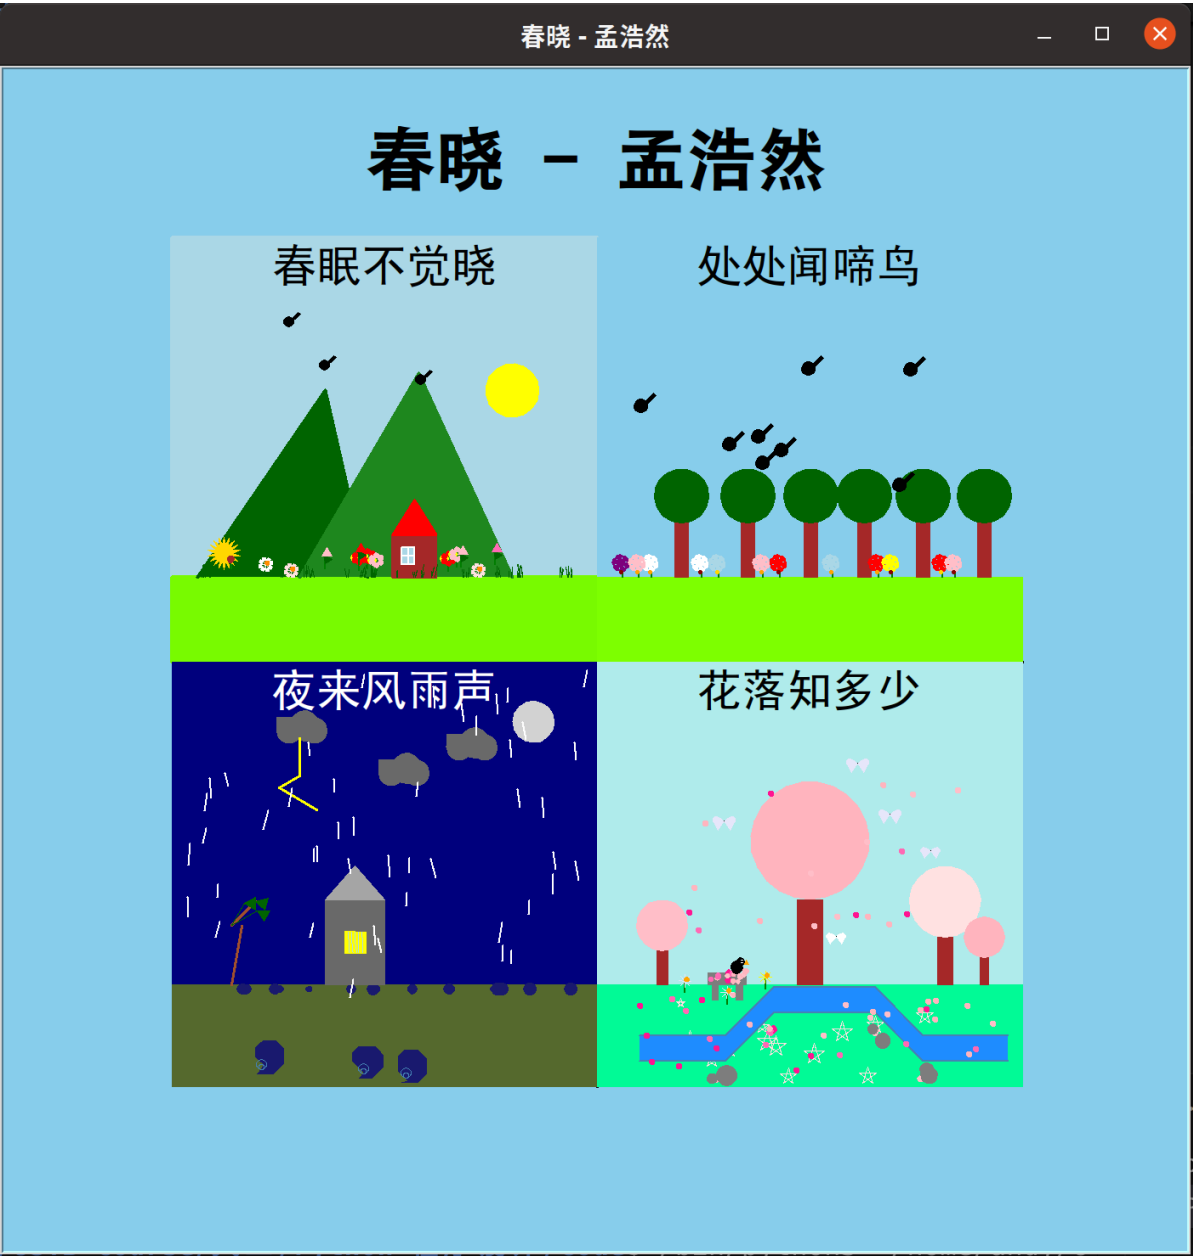 春晓 - 孟浩然
春晓 - 孟浩然
春眠不觉晓
处处闻啼鸟
夜来风雨声
花落知多少